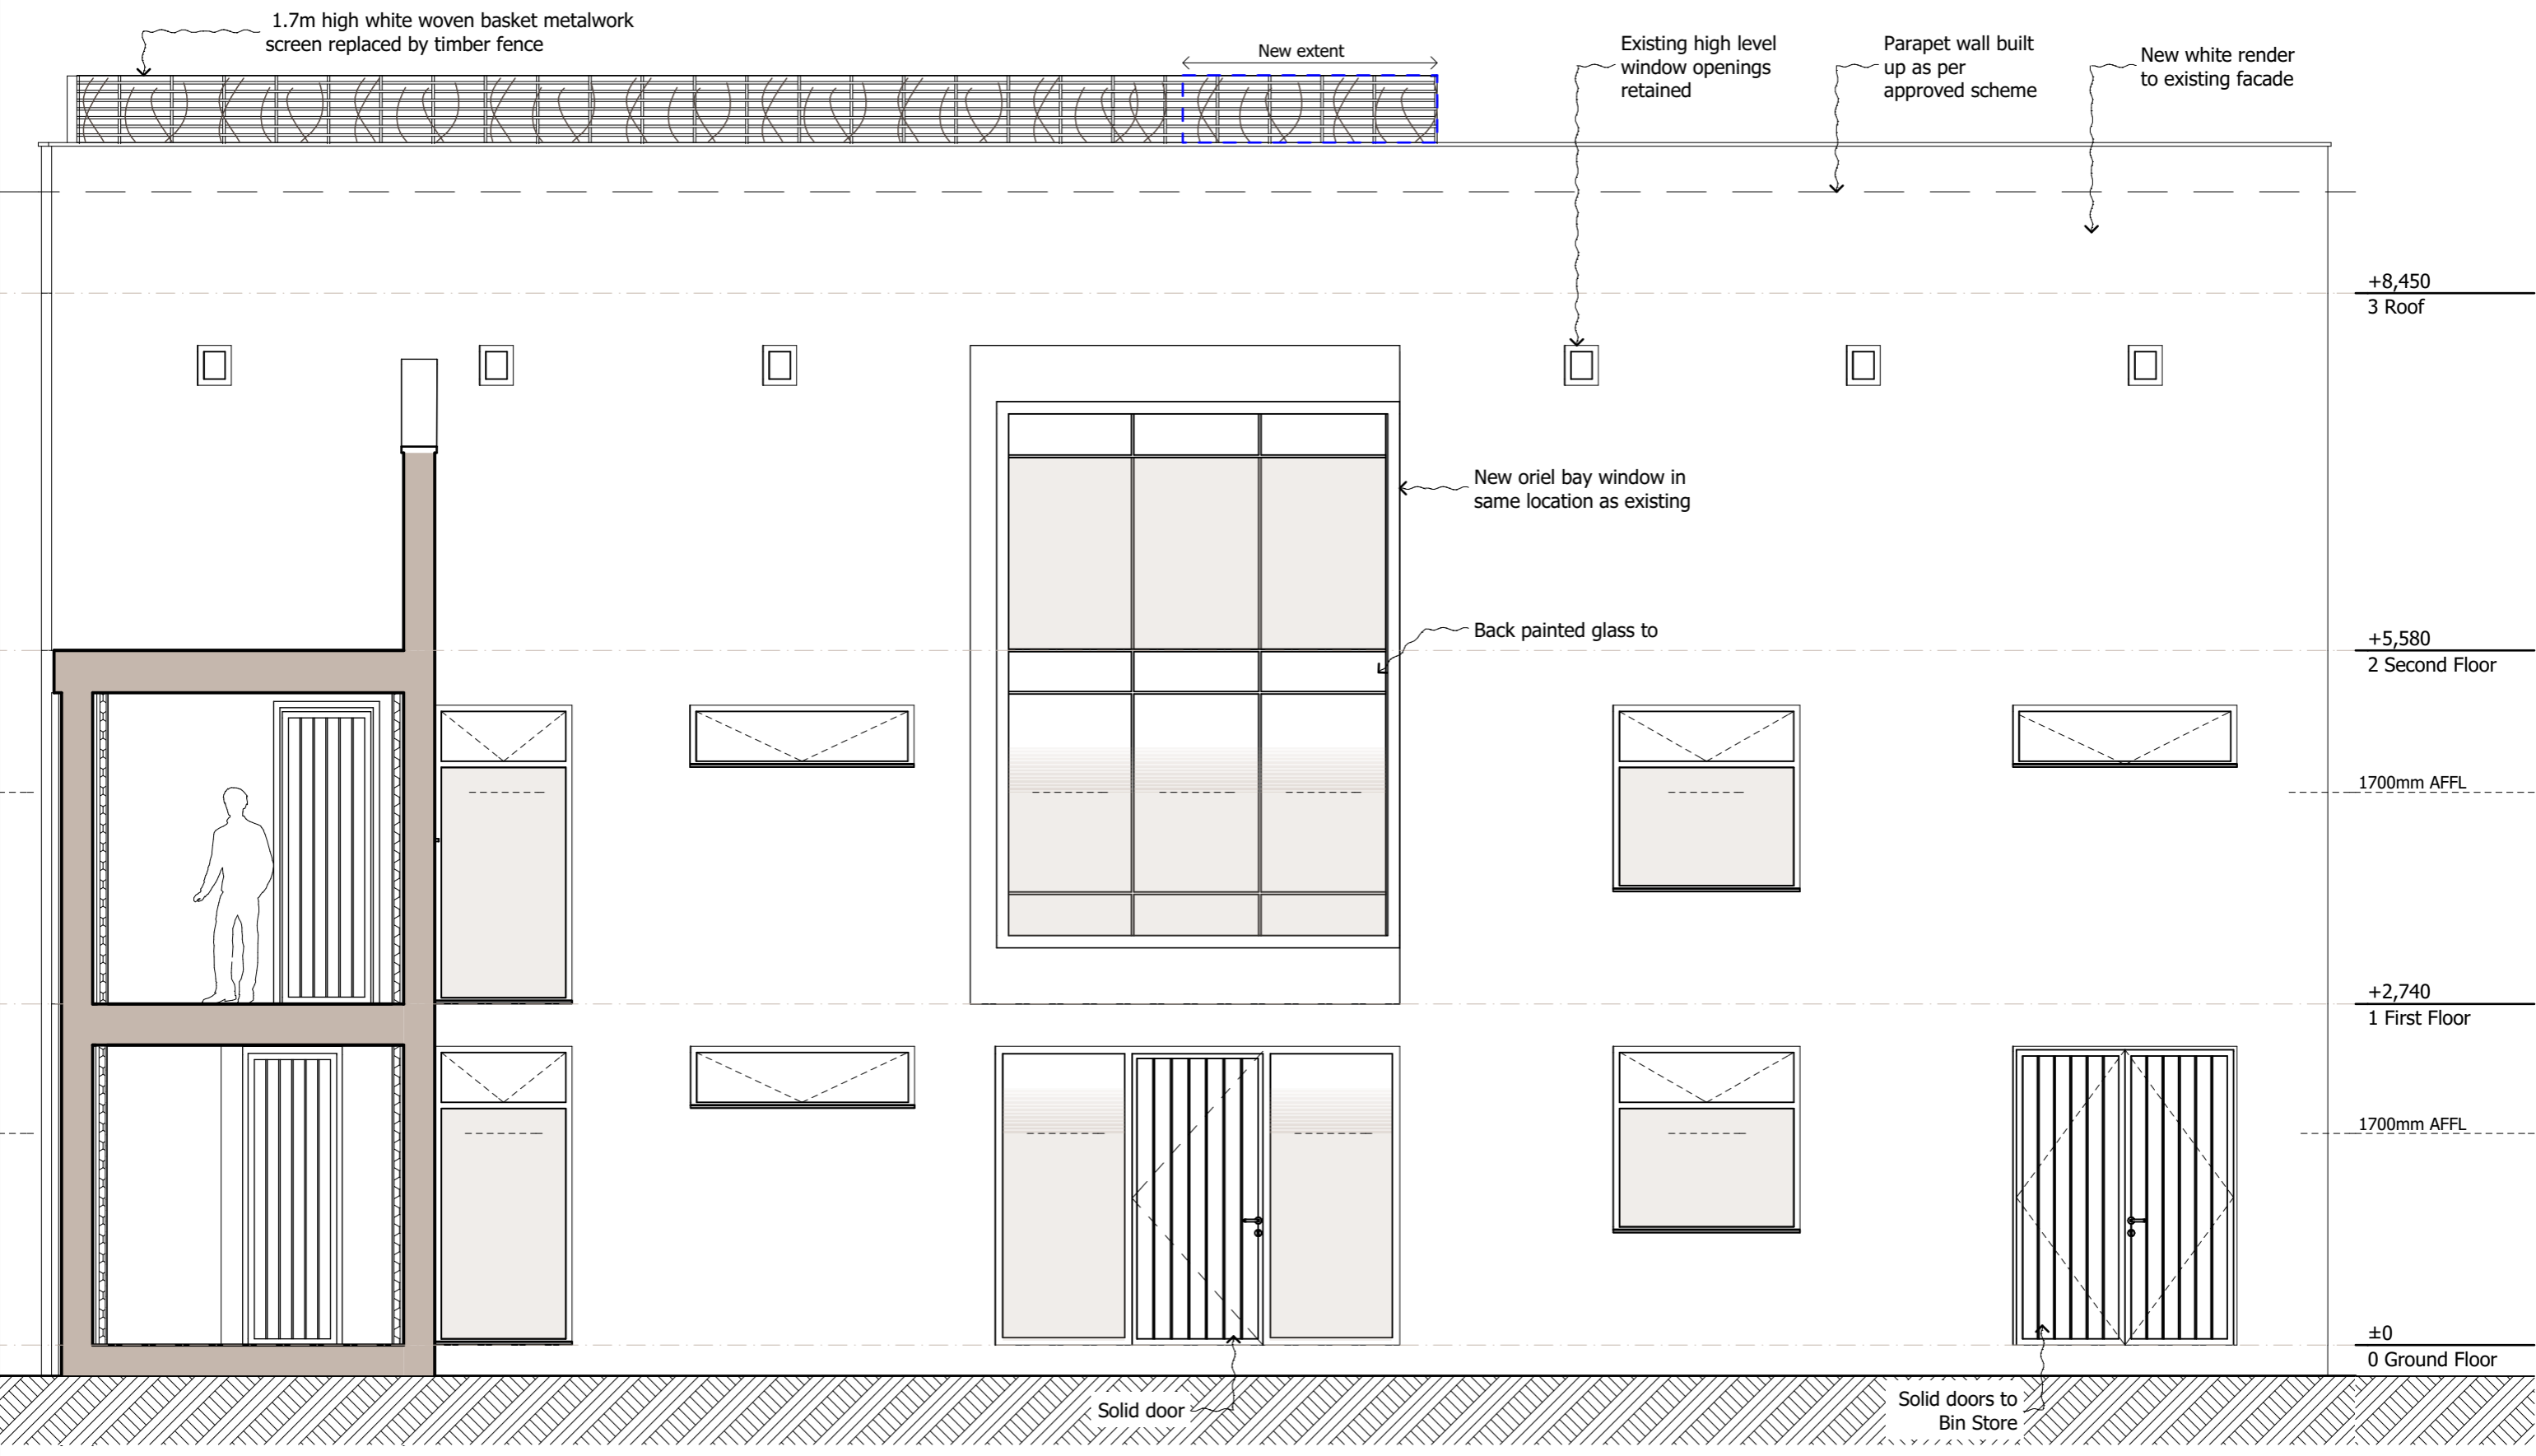 1.7m high white woven basket metalwork
screen replaced by timber fence
New extent
Existing high level
window openings
retained
Parapet wall built
up as per
approved scheme
New white render
to existing facade
+8,450
3 Roof
New oriel bay window in
same location as existing
Back painted glass to
+5,580
2 Second Floor
1700mm AFFL
+2,740
1 First Floor
1700mm AFFL
±0
0 Ground Floor
Solid door
Solid doors to
Bin Store